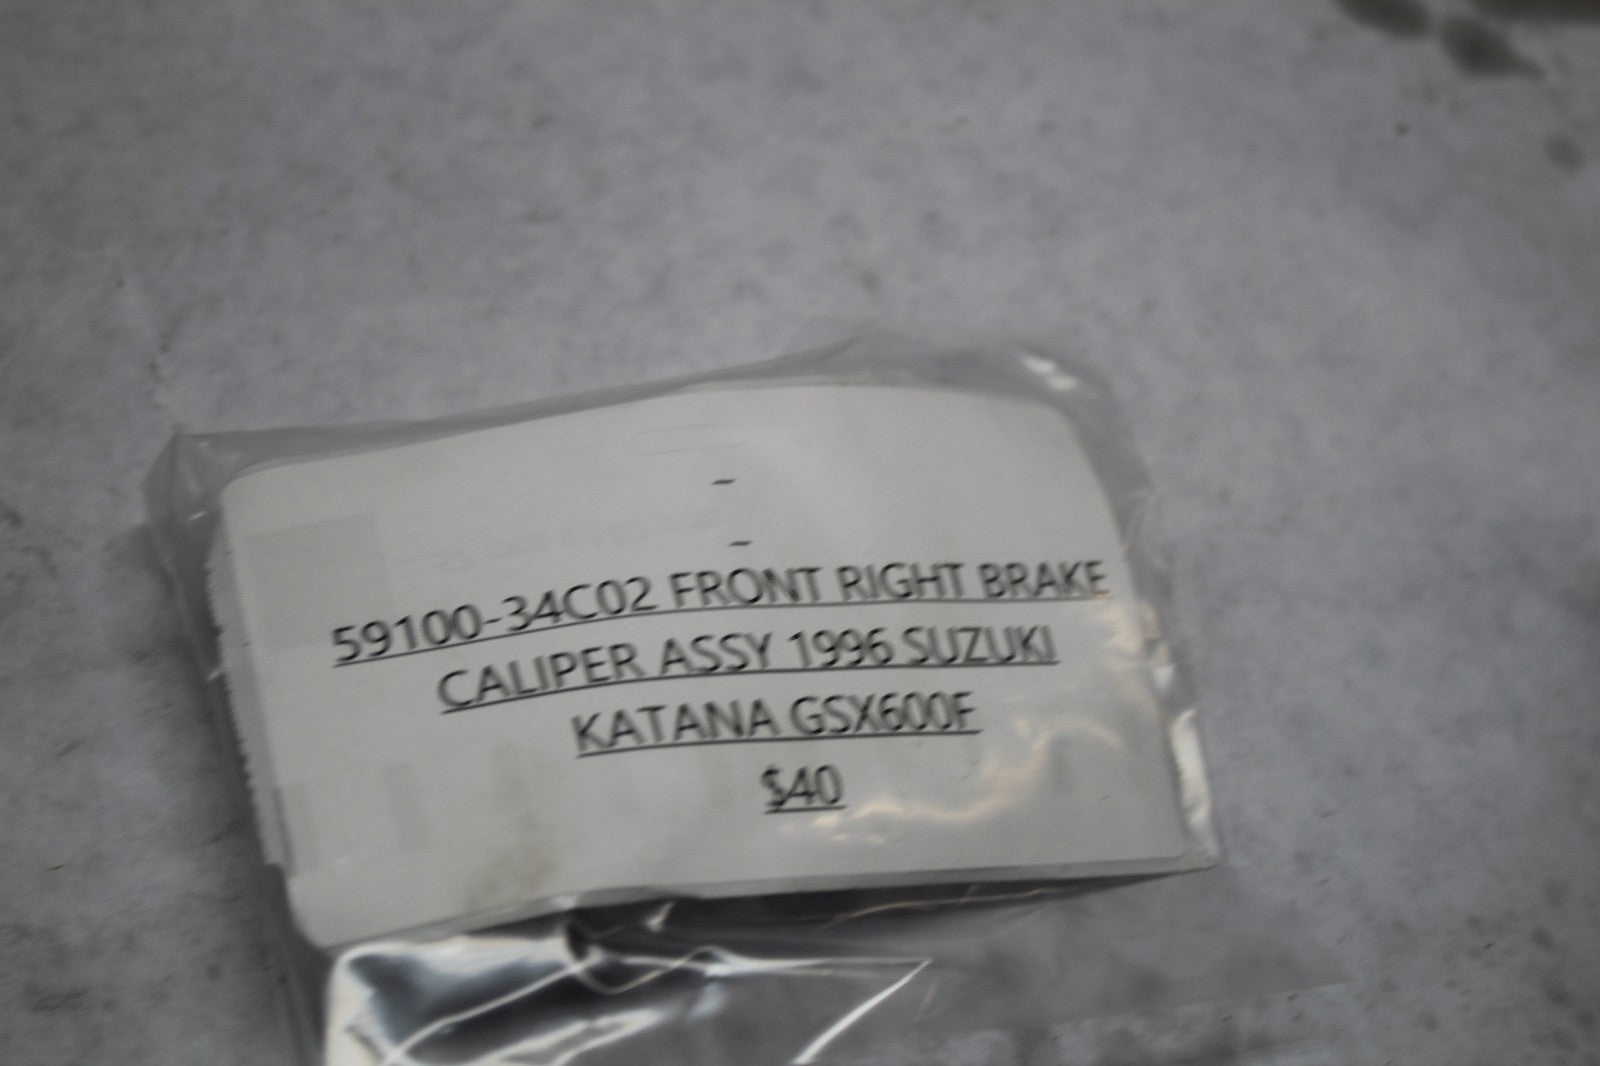 -
-
59100-34C02 FRONT RIGHT BRAKE
CALIPER ASSY 1996 SUZUKI
KATANA GSX600F
$40